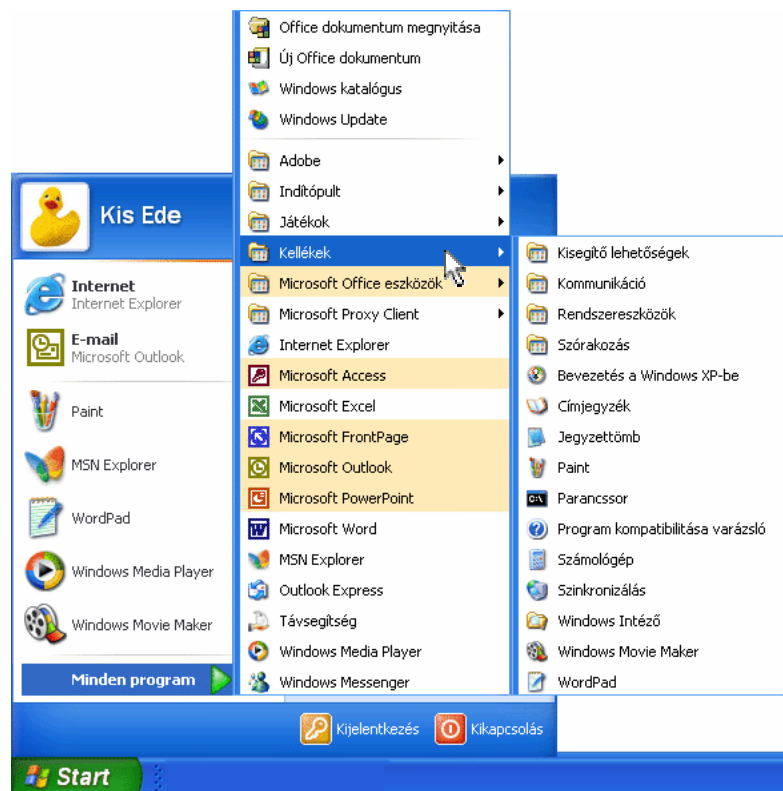 Office dokumentum megnyitása
Új Office dokumentum
Windows katalógus
Windows Update
Adobe
Indítópult
Játékok
Kellékek
Microsoft Office eszközök
Microsoft Proxy Client
Internet Explorer
Microsoft Access
Microsoft Excel
Microsoft FrontPage
Microsoft Outlook
Microsoft PowerPoint
Microsoft Word
MSN Explorer
Outlook Express
Távsegítség
Windows Media Player
Windows Messenger
Kis Ede
Internet
Internet Explorer
E-mail
Microsoft Outlook
Paint
MSN Explorer
WordPad
Windows Media Player
Windows Movie Maker
Minden program
Kisegítő lehetőségek
Kommunikáció
Rendszereszközök
Szórakozás
Bevezetés a Windows XP-be
Címjegyzék
Jegyzettömb
Paint
Parancssor
Program kompatibilitása varázsló
Számológép
Szinkronizálás
Windows Intéző
Windows Movie Maker
WordPad
Kijelentkezés
Kikapcsolás
Start